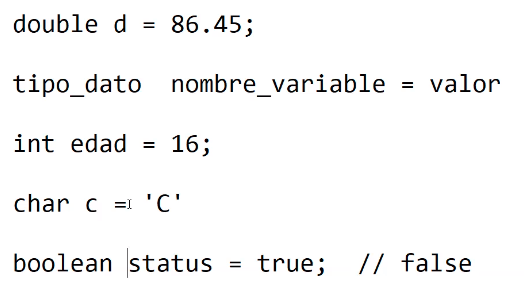 double d = 86.45;
tipo_dato  nombre_variable = valor
int edad = 16;
char c = 'C'
boolean status = true;  // false